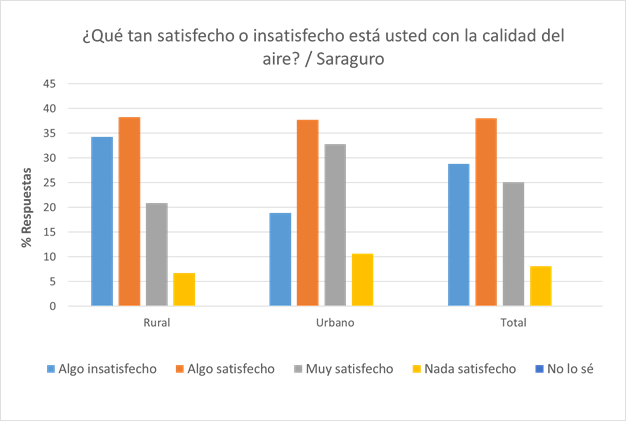 ¿Qué tan satisfecho o insatisfecho está usted con la calidad del
aire? / Saraguro
45
40
35
30
25
20
15
10
5
0
% Respuestas
Rural
Urbano
Total
Algo insatisfecho
Algo satisfecho
Muy satisfecho
Nada satisfecho
No lo sé